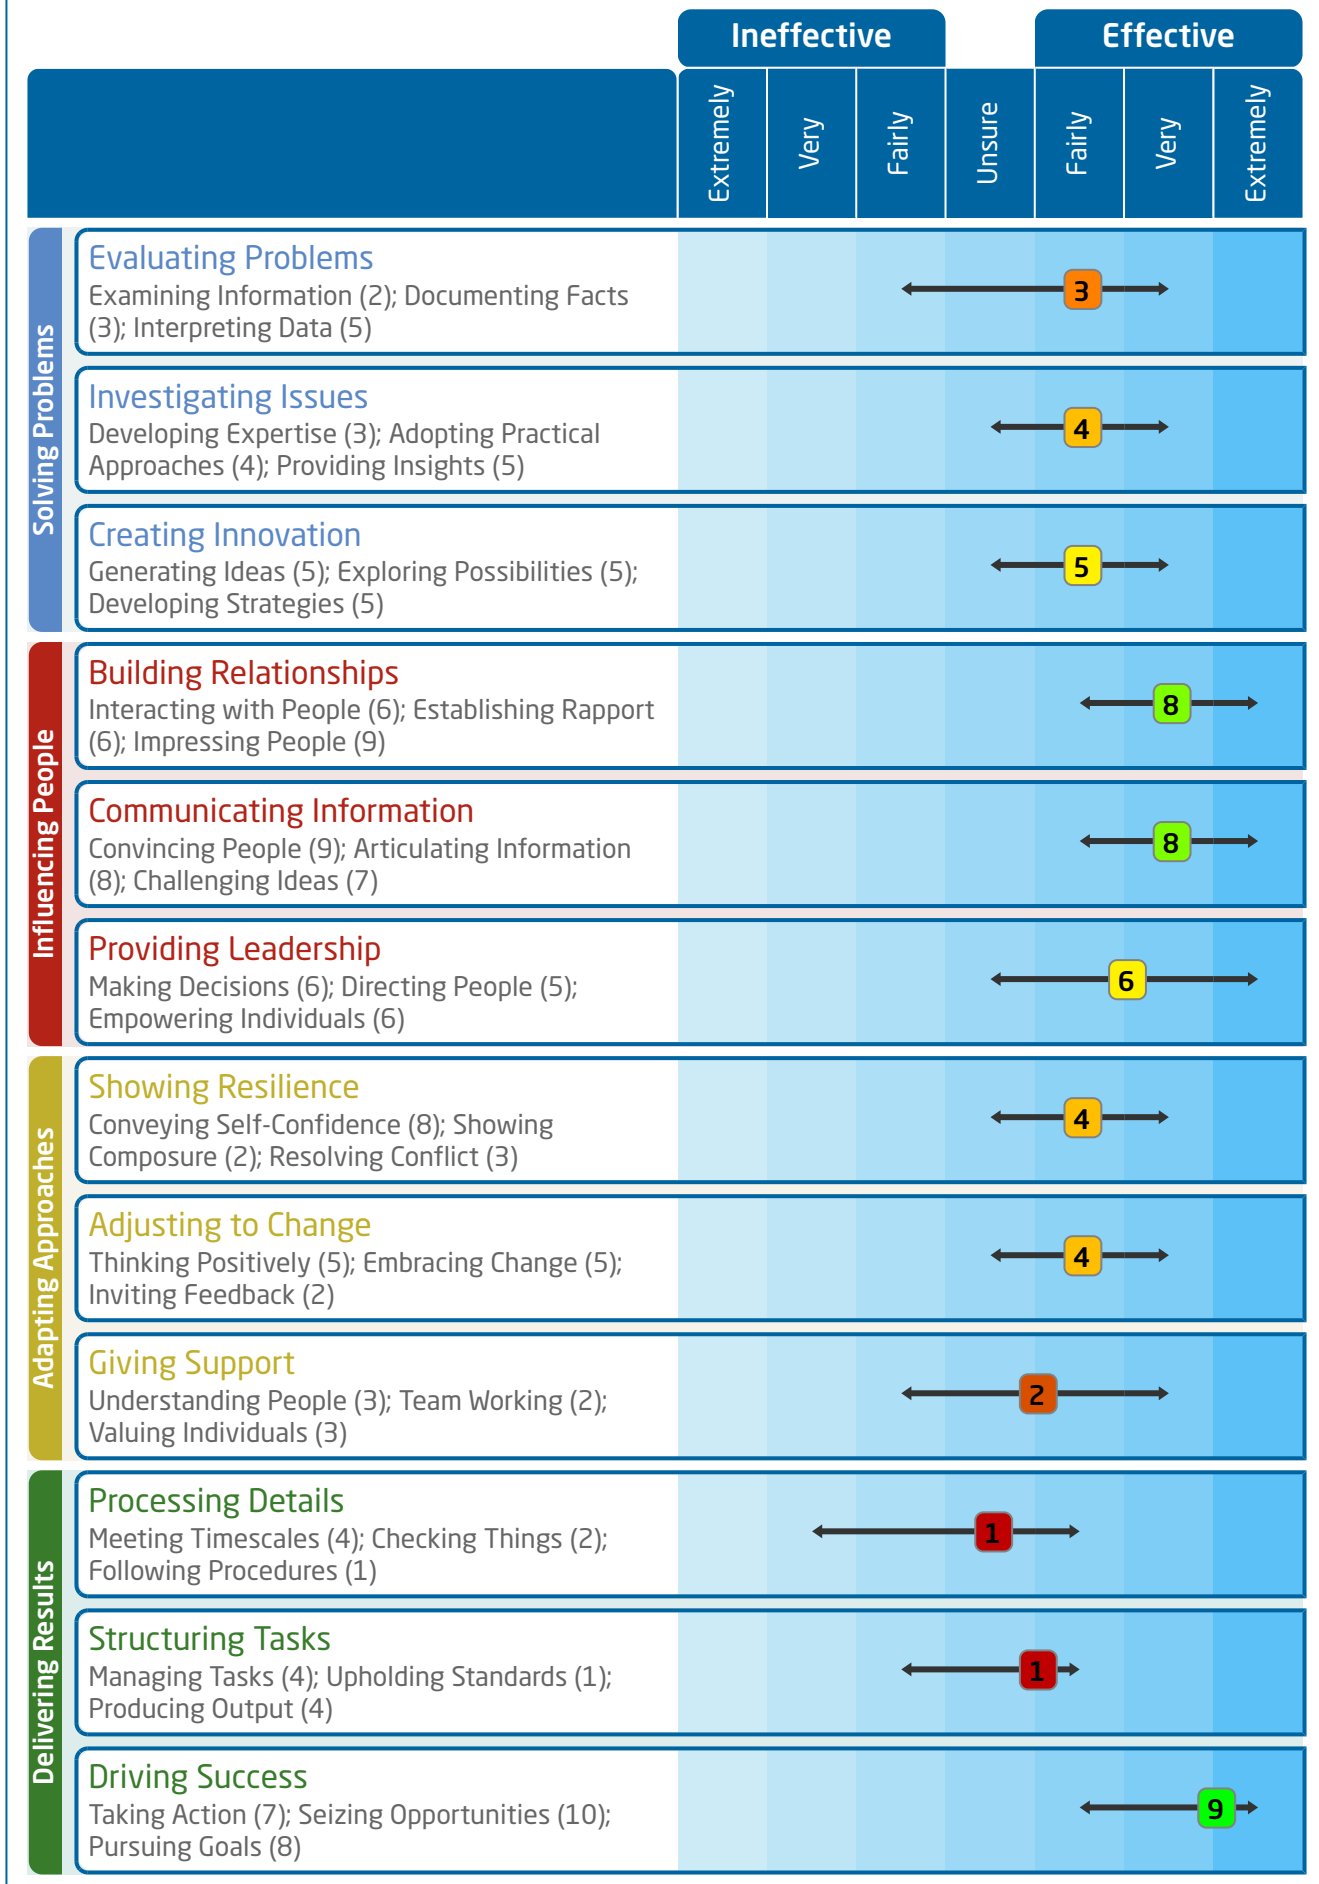 Ineffective
Effective
Extremely
Very
Fairly
Unsure
Fairly
Very
Extremely
Solving Problems
Evaluating Problems
Examining Information (2); Documenting Facts
(3); Interpreting Data (5)
3
Investigating Issues
Developing Expertise (3); Adopting Practical
Approaches (4); Providing Insights (5)
4
Creating Innovation
Generating Ideas (5); Exploring Possibilities (5);
Developing Strategies (5)
5
Influencing People
Building Relationships
Interacting with People (6); Establishing Rapport
(6); Impressing People (9)
8
Communicating Information
Convincing People (9); Articulating Information
(8); Challenging Ideas (7)
8
Providing Leadership
Making Decisions (6); Directing People (5);
Empowering Individuals (6)
6
Adapting Approaches
Showing Resilience
Conveying Self-Confidence (8); Showing
Composure (2); Resolving Conflict (3)
4
Adjusting to Change
Thinking Positively (5); Embracing Change (5);
Inviting Feedback (2)
4
Giving Support
Understanding People (3); Team Working (2);
Valuing Individuals (3)
2
Delivering Results
Processing Details
Meeting Timescales (4); Checking Things (2);
Following Procedures (1)
1
Structuring Tasks
Managing Tasks (4); Upholding Standards (1);
Producing Output (4)
1
Driving Success
Taking Action (7); Seizing Opportunities (10);
Pursuing Goals (8)
9